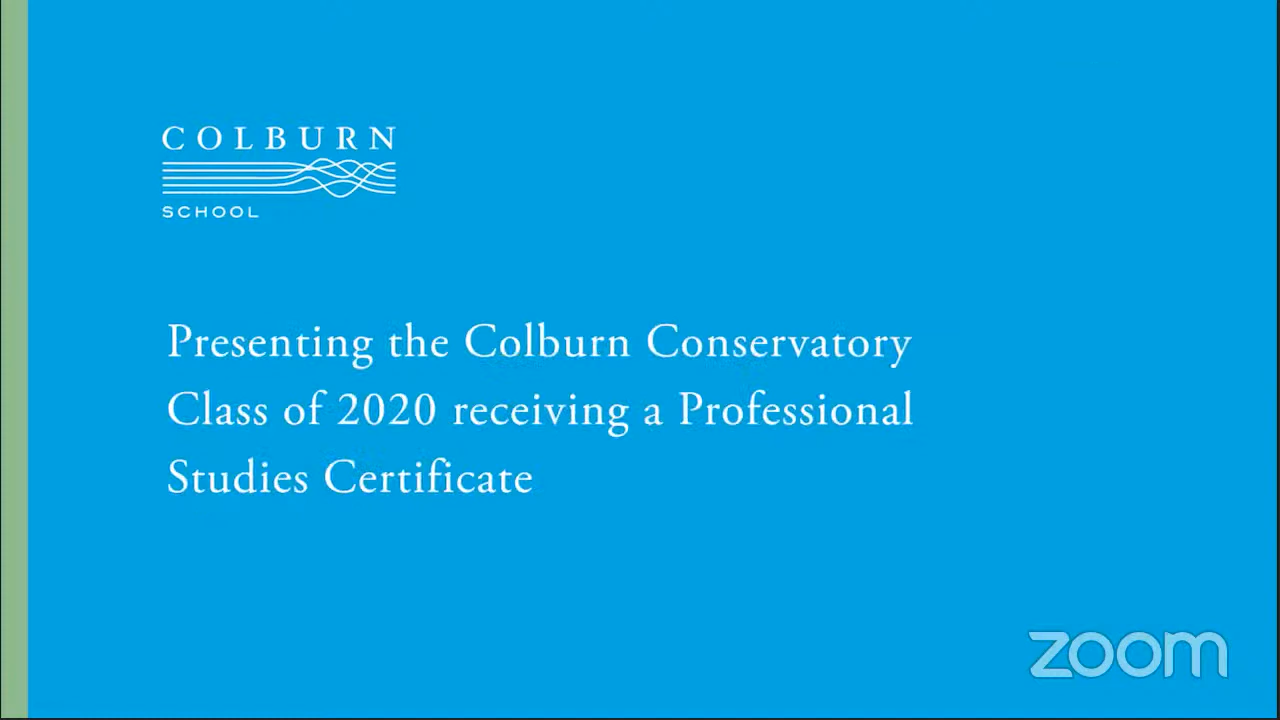 COLBURN
SCHOOL
Presenting the Colburn Conservatory
Class of 2020 receiving a Professional
Studies Certificate
zoom